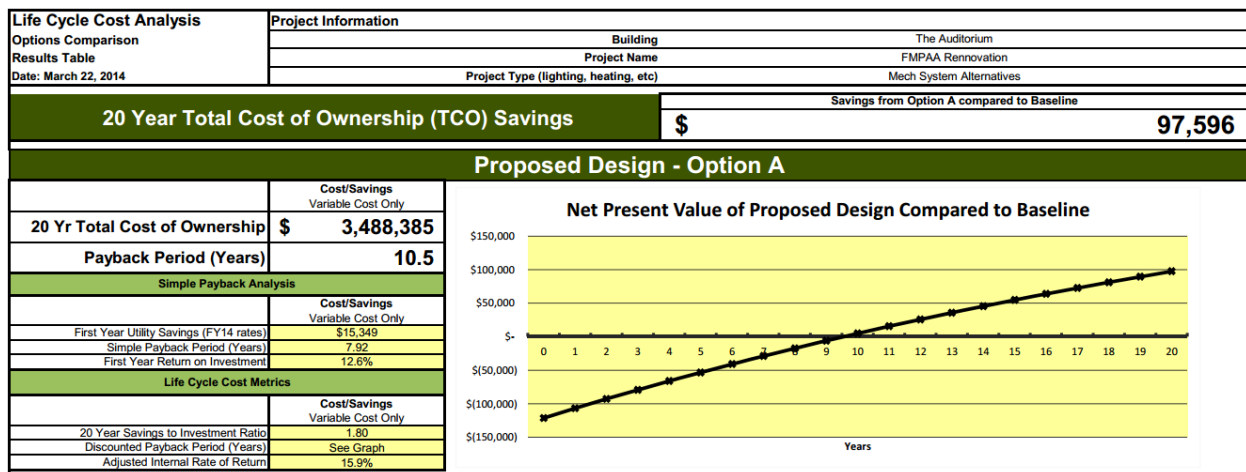 Life Cycle Cost Analysis
Project Information
Options Comparison
Building
The Auditorium
Results Table
Project Name
FMPAA Rennovation
Date: March 22, 2014
Project Type (lighting, heating, etc)
Mech System Alternatives
20 Year Total Cost of Ownership (TCO) Savings
Savings from Option A compared to Baseline
$ 97,596
Proposed Design - Option A
Cost/Savings
Variable Cost Only
20 Yr Total Cost of Ownership $ 3,488,385
Payback Period (Years) 10.5
Simple Payback Analysis
Cost/Savings
Variable Cost Only
First Year Utility Savings (FY14 rates) $15,349
Simple Payback Period (Years) 7.92
First Year Return on Investment 12.6%
Life Cycle Cost Metrics
Cost/Savings
Variable Cost Only
20 Year Savings to Investment Ratio 1.80
Discounted Payback Period (Years) See Graph
Adjusted Internal Rate of Return 15.9%
Net Present Value of Proposed Design Compared to Baseline
$150,000
$100,000
$50,000
$-
0 1 2 3 4 5 6 7 8 9 10 11 12 13 14 15 16 17 18 19 20
$(50,000)
$(100,000)
$(150,000)
Years